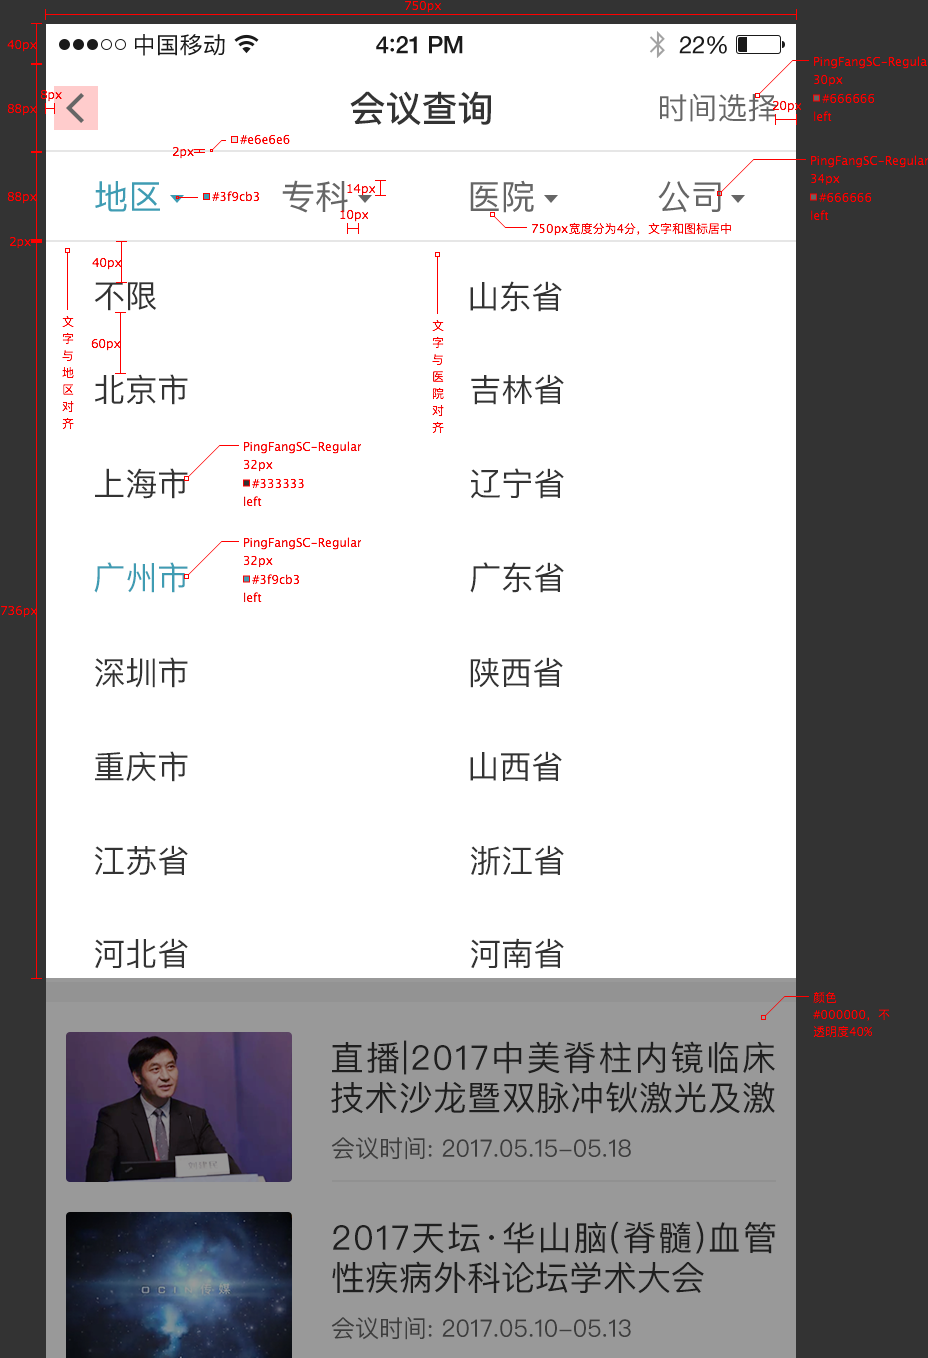 750px
40px
中国移动
4:21 PM
22%
PingFangSC-Regula
30px
#666666
left
8px
88px
会议查询
时间选择
20px
#e6e6e6
2px
PingFangSC-Regular
34px
#666666
left
88px
地区
#3f9cb3
专科
14px
10px
医院
公司
750px宽度分为4分，文字和图标居中
2px
40px
文字与地区对齐
文字与医院对齐
不限
山东省
60px
北京市
吉林省
PingFangSC-Regular
32px
#333333
left
上海市
辽宁省
PingFangSC-Regular
32px
#3f9cb3
left
广州市
广东省
736px
深圳市
陕西省
重庆市
山西省
江苏省
浙江省
河北省
河南省
颜色
#000000，不
透明度40%
直播|2017中美脊柱内镜临床
技术沙龙暨双脉冲钬激光及激
会议时间: 2017.05.15-05.18
2017天坛·华山脑(脊髓)血管
性疾病外科论坛学术大会
会议时间: 2017.05.10-05.13